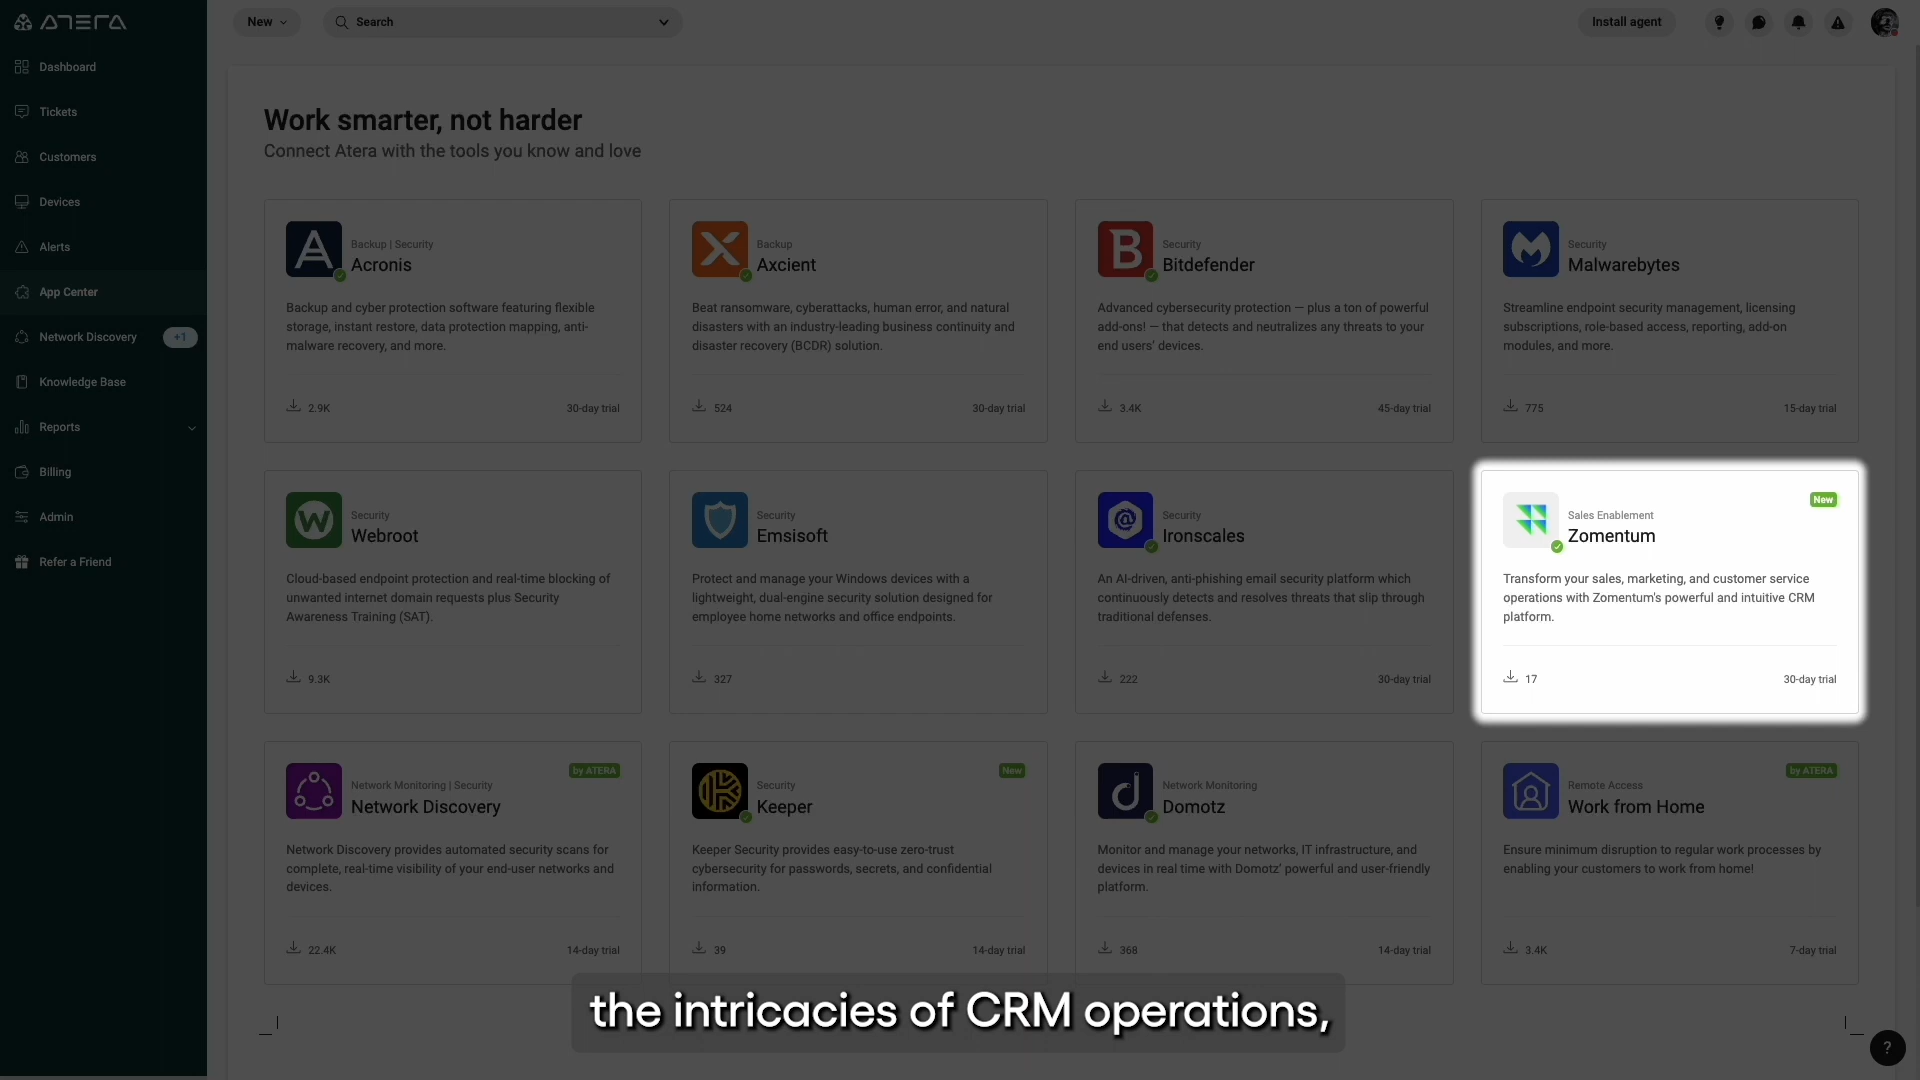 ATERA
New
Search
Install agent
Dashboard
Tickets
Customers
Devices
Alerts
App Center
Network Discovery +1
Knowledge Base
Reports
Billing
Admin
Refer a Friend
Work smarter, not harder
Connect Atera with the tools you know and love
Backup | Security
Acronis
Backup and cyber protection software featuring flexible
storage, instant restore, data protection mapping, anti-
malware recovery, and more.
2.9K 30-day trial
Backup
Axcient
Beat ransomware, cyberattacks, human error, and natural
disasters with an industry-leading business continuity and
disaster recovery (BCDR) solution.
524 30-day trial
Security
Bitdefender
Advanced cybersecurity protection — plus a ton of powerful
add-ons! — that detects and neutralizes any threats to your
end users' devices.
3.4K 45-day trial
Security
Malwarebytes
Streamline endpoint security management, licensing
subscriptions, role-based access, reporting, add-on
modules, and more.
775 15-day trial
Security
Webroot
Cloud-based endpoint protection and real-time blocking of
unwanted internet domain requests plus Security
Awareness Training (SAT).
9.3K
Security
Emsisoft
Protect and manage your Windows devices with a
lightweight, dual-engine security solution designed for
employee home networks and office endpoints.
327
Security
Ironscales
An AI-driven, anti-phishing email security platform which
continuously detects and resolves threats that slip through
traditional defenses.
222 30-day trial
New
Sales Enablement
Zomentum
Transform your sales, marketing, and customer service
operations with Zomentum's powerful and intuitive CRM
platform.
17 30-day trial
by ATERA
Network Monitoring | Security
Network Discovery
Network Discovery provides automated security scans for
complete, real-time visibility of your end-user networks and
devices.
22.4K 14-day trial
New
Security
Keeper
Keeper Security provides easy-to-use zero-trust
cybersecurity for passwords, secrets, and confidential
information.
39 14-day trial
Network Monitoring
Domotz
Monitor and manage your networks, IT infrastructure, and
devices in real time with Domotz' powerful and user-friendly
platform.
368 14-day trial
by ATERA
Remote Access
Work from Home
Ensure minimum disruption to regular work processes by
enabling your customers to work from home!
3.4K 7-day trial
the intricacies of CRM operations,
?